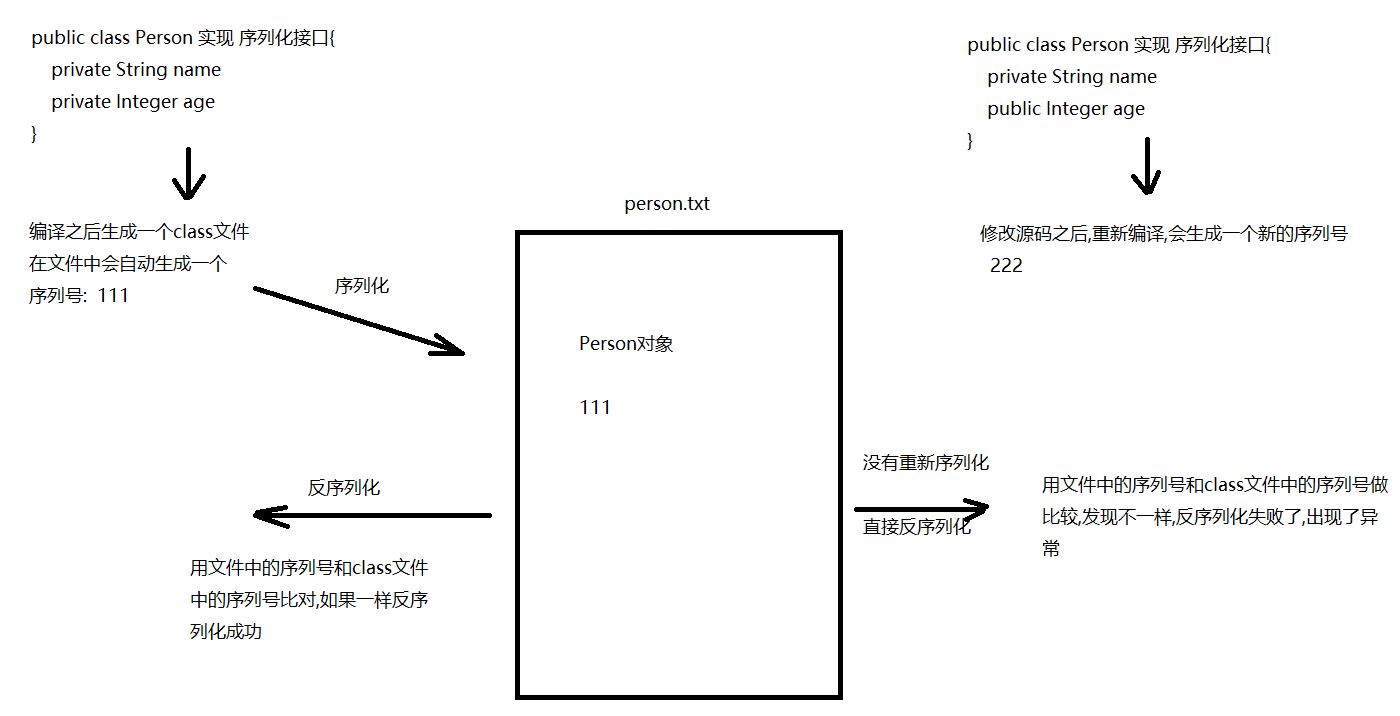 public class Person 实现 序列化接口{
private String name
private Integer age
}
编译之后生成一个class文件
在文件中会自动生成一个
序列号: 111
序列化
反序列化
用文件中的序列号和class文件
中的序列号比对,如果一样反序
列化成功
person.txt
Person对象
111
public class Person 实现 序列化接口{
private String name
public Integer age
}
修改源码之后,重新编译,会生成一个新的序列号
222
没有重新序列化
直接反序列化
用文件中的序列号和class文件中的序列号做
比较,发现不一样,反序列化失败了,出现了异
常